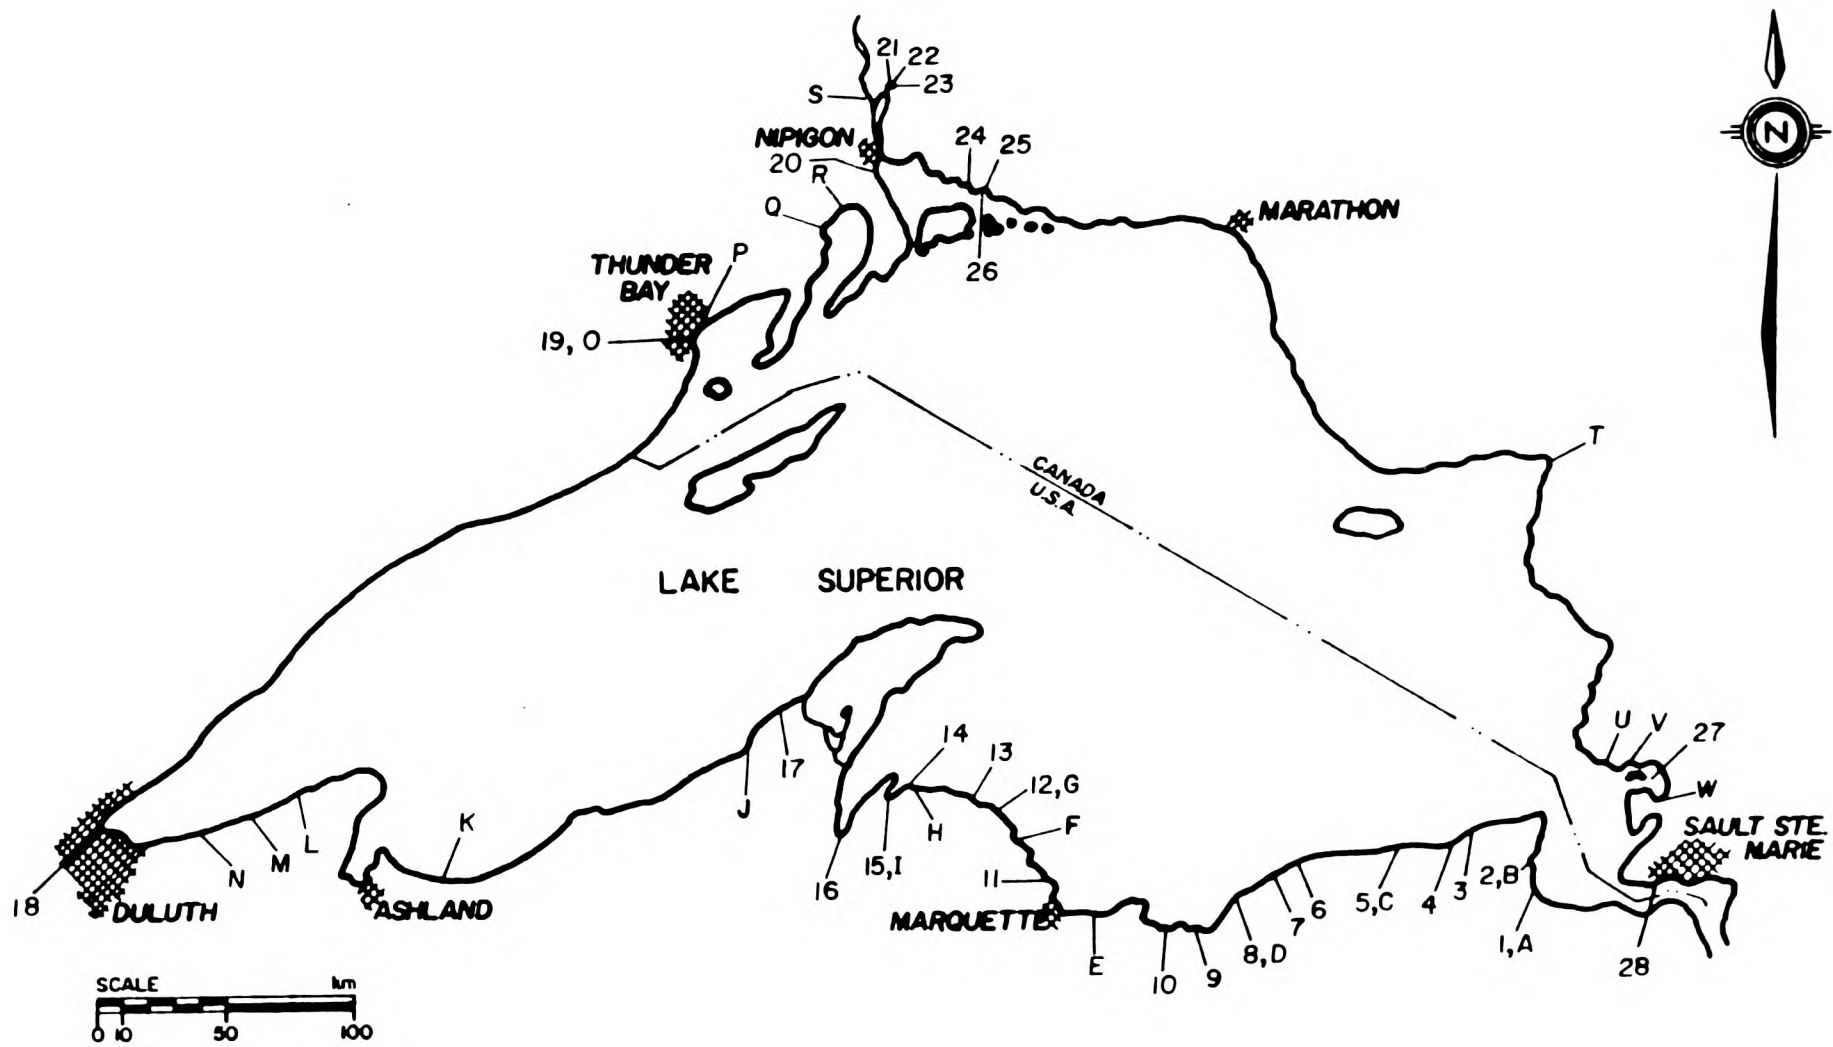 21
22
23
S
NIPIGON
20
R
Q
24
25
26
MARATHON
N
THUNDER
BAY
P
19, O
CANADA
U.S.A.
T
LAKE SUPERIOR
U
V
27
W
SAULT STE.
MARIE
14
13
12,G
F
17
J
H
15,I
16
11
MARQUETTE
K
L
M
N
18
DULUTH
ASHLAND
E
10
9
8,D
7
6
5,C
4
3
2,B
1,A
28
SCALE km
0 10 50 100